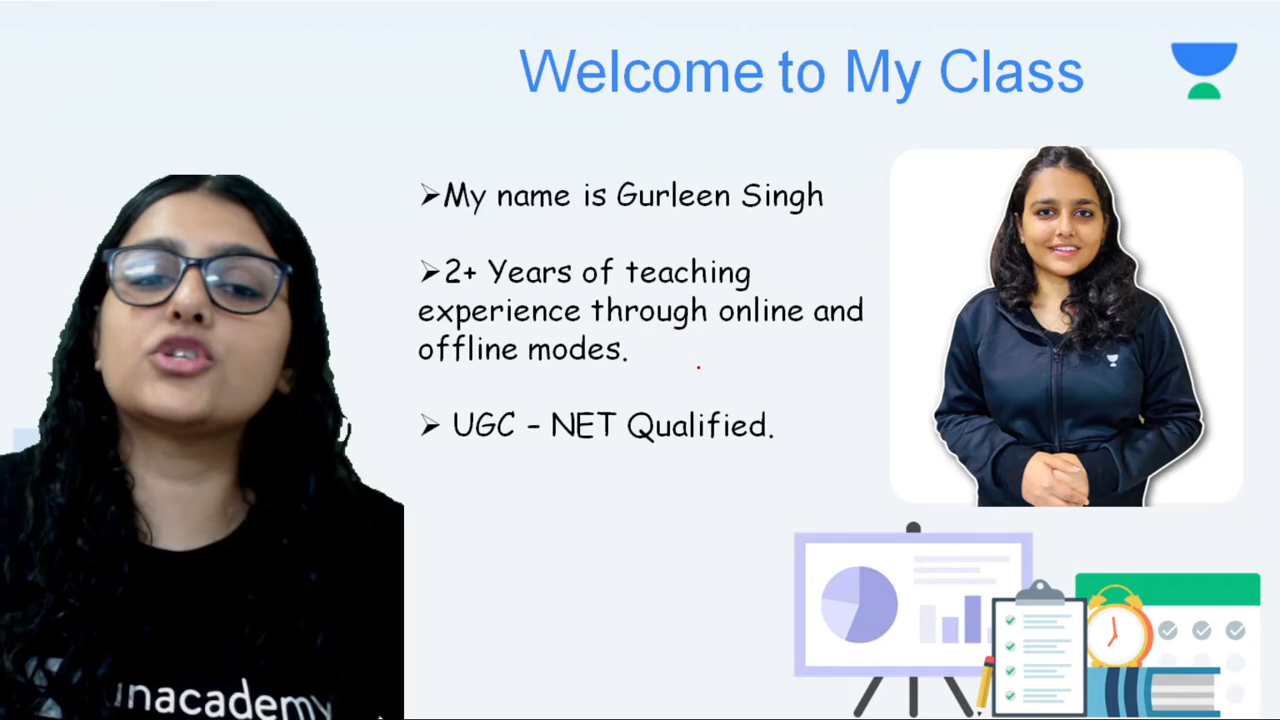 Welcome to My Class
➢My name is Gurleen Singh
➢2+ Years of teaching
experience through online and
offline modes.
➢ UGC – NET Qualified.
unacademy